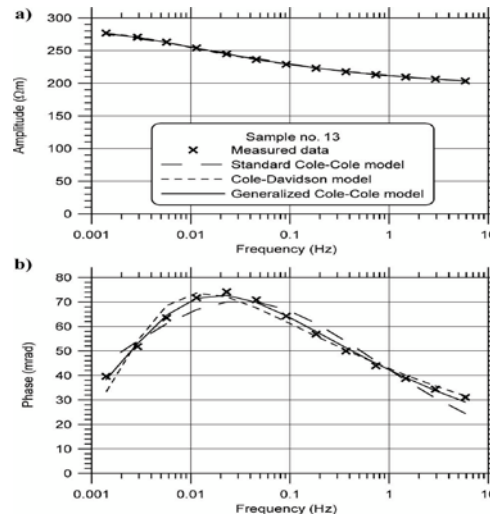 a)
300
250
200
150
100
50
0
Amplitude (Ωm)
Sample no. 13
Measured data
Standard Cole-Cole model
Cole-Davidson model
Generalized Cole-Cole model
0.001 0.01 0.1 1 10
Frequency (Hz)
b)
80
70
60
50
40
30
20
10
0
Phase (mrad)
0.001 0.01 0.1 1 10
Frequency (Hz)